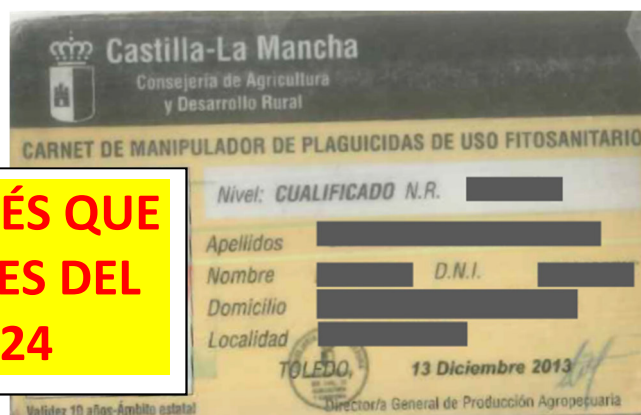 Castilla-La Mancha
Consejería de Agricultura
y Desarrollo Rural
CARNET DE MANIPULADOR DE PLAGUICIDAS DE USO FITOSANITARIO
Nivel: CUALIFICADO N.R.
ÉS QUE
ES DEL
24
Apellidos
Nombre D.N.I.
Domicilio
Localidad
TOLEDO, 13 Diciembre 2013
Validez 10 años-Ámbito estatal
Director/a General de Producción Agropecuaria